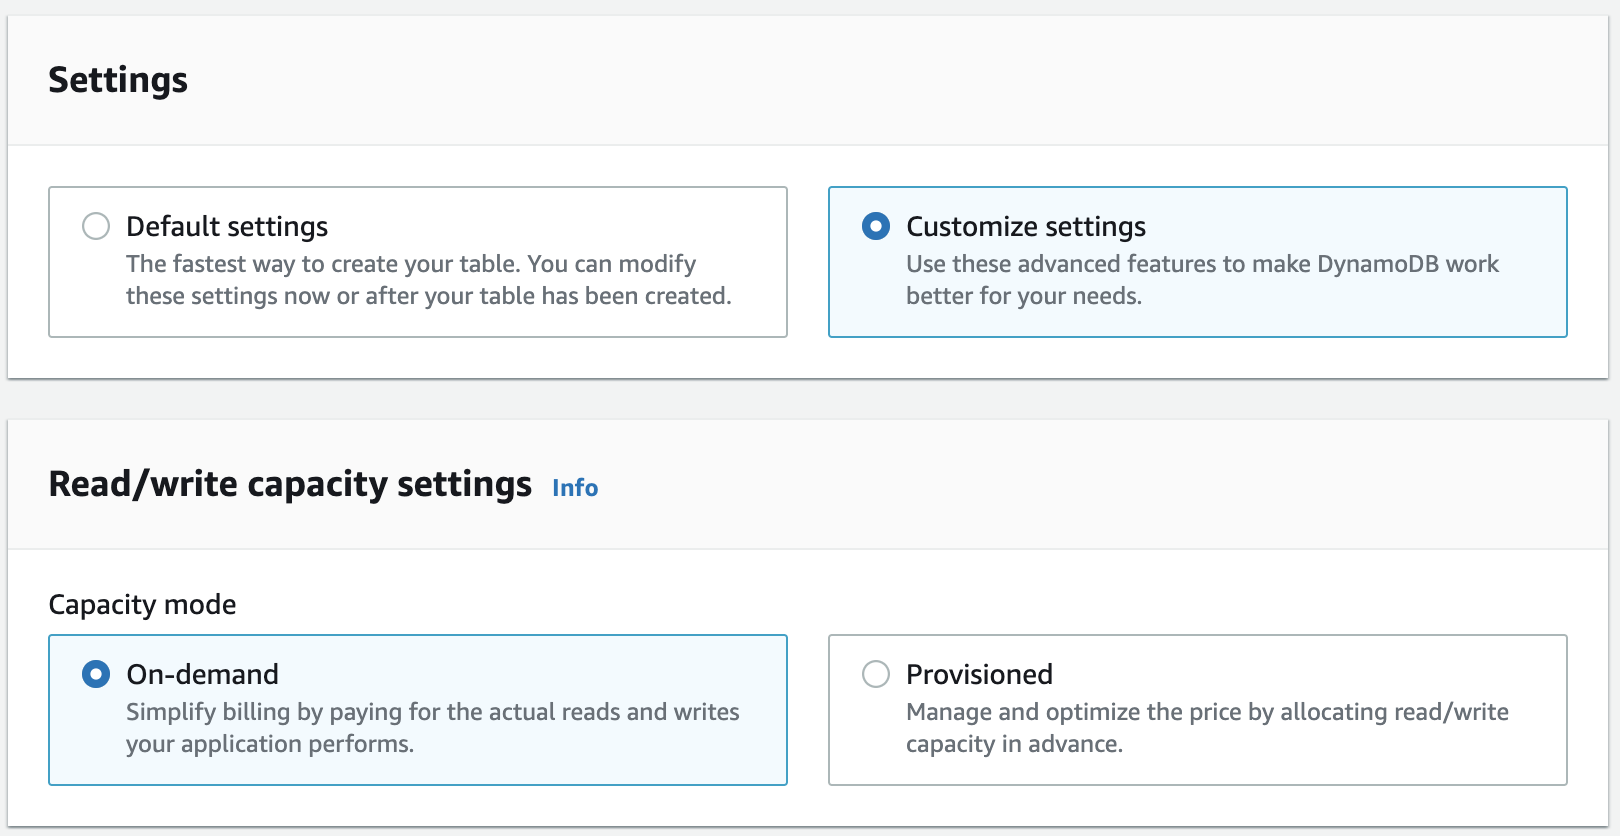 Settings
Default settings
The fastest way to create your table. You can modify
these settings now or after your table has been created.
Customize settings
Use these advanced features to make DynamoDB work
better for your needs.
Read/write capacity settings Info
Capacity mode
On-demand
Simplify billing by paying for the actual reads and writes
your application performs.
Provisioned
Manage and optimize the price by allocating read/write
capacity in advance.